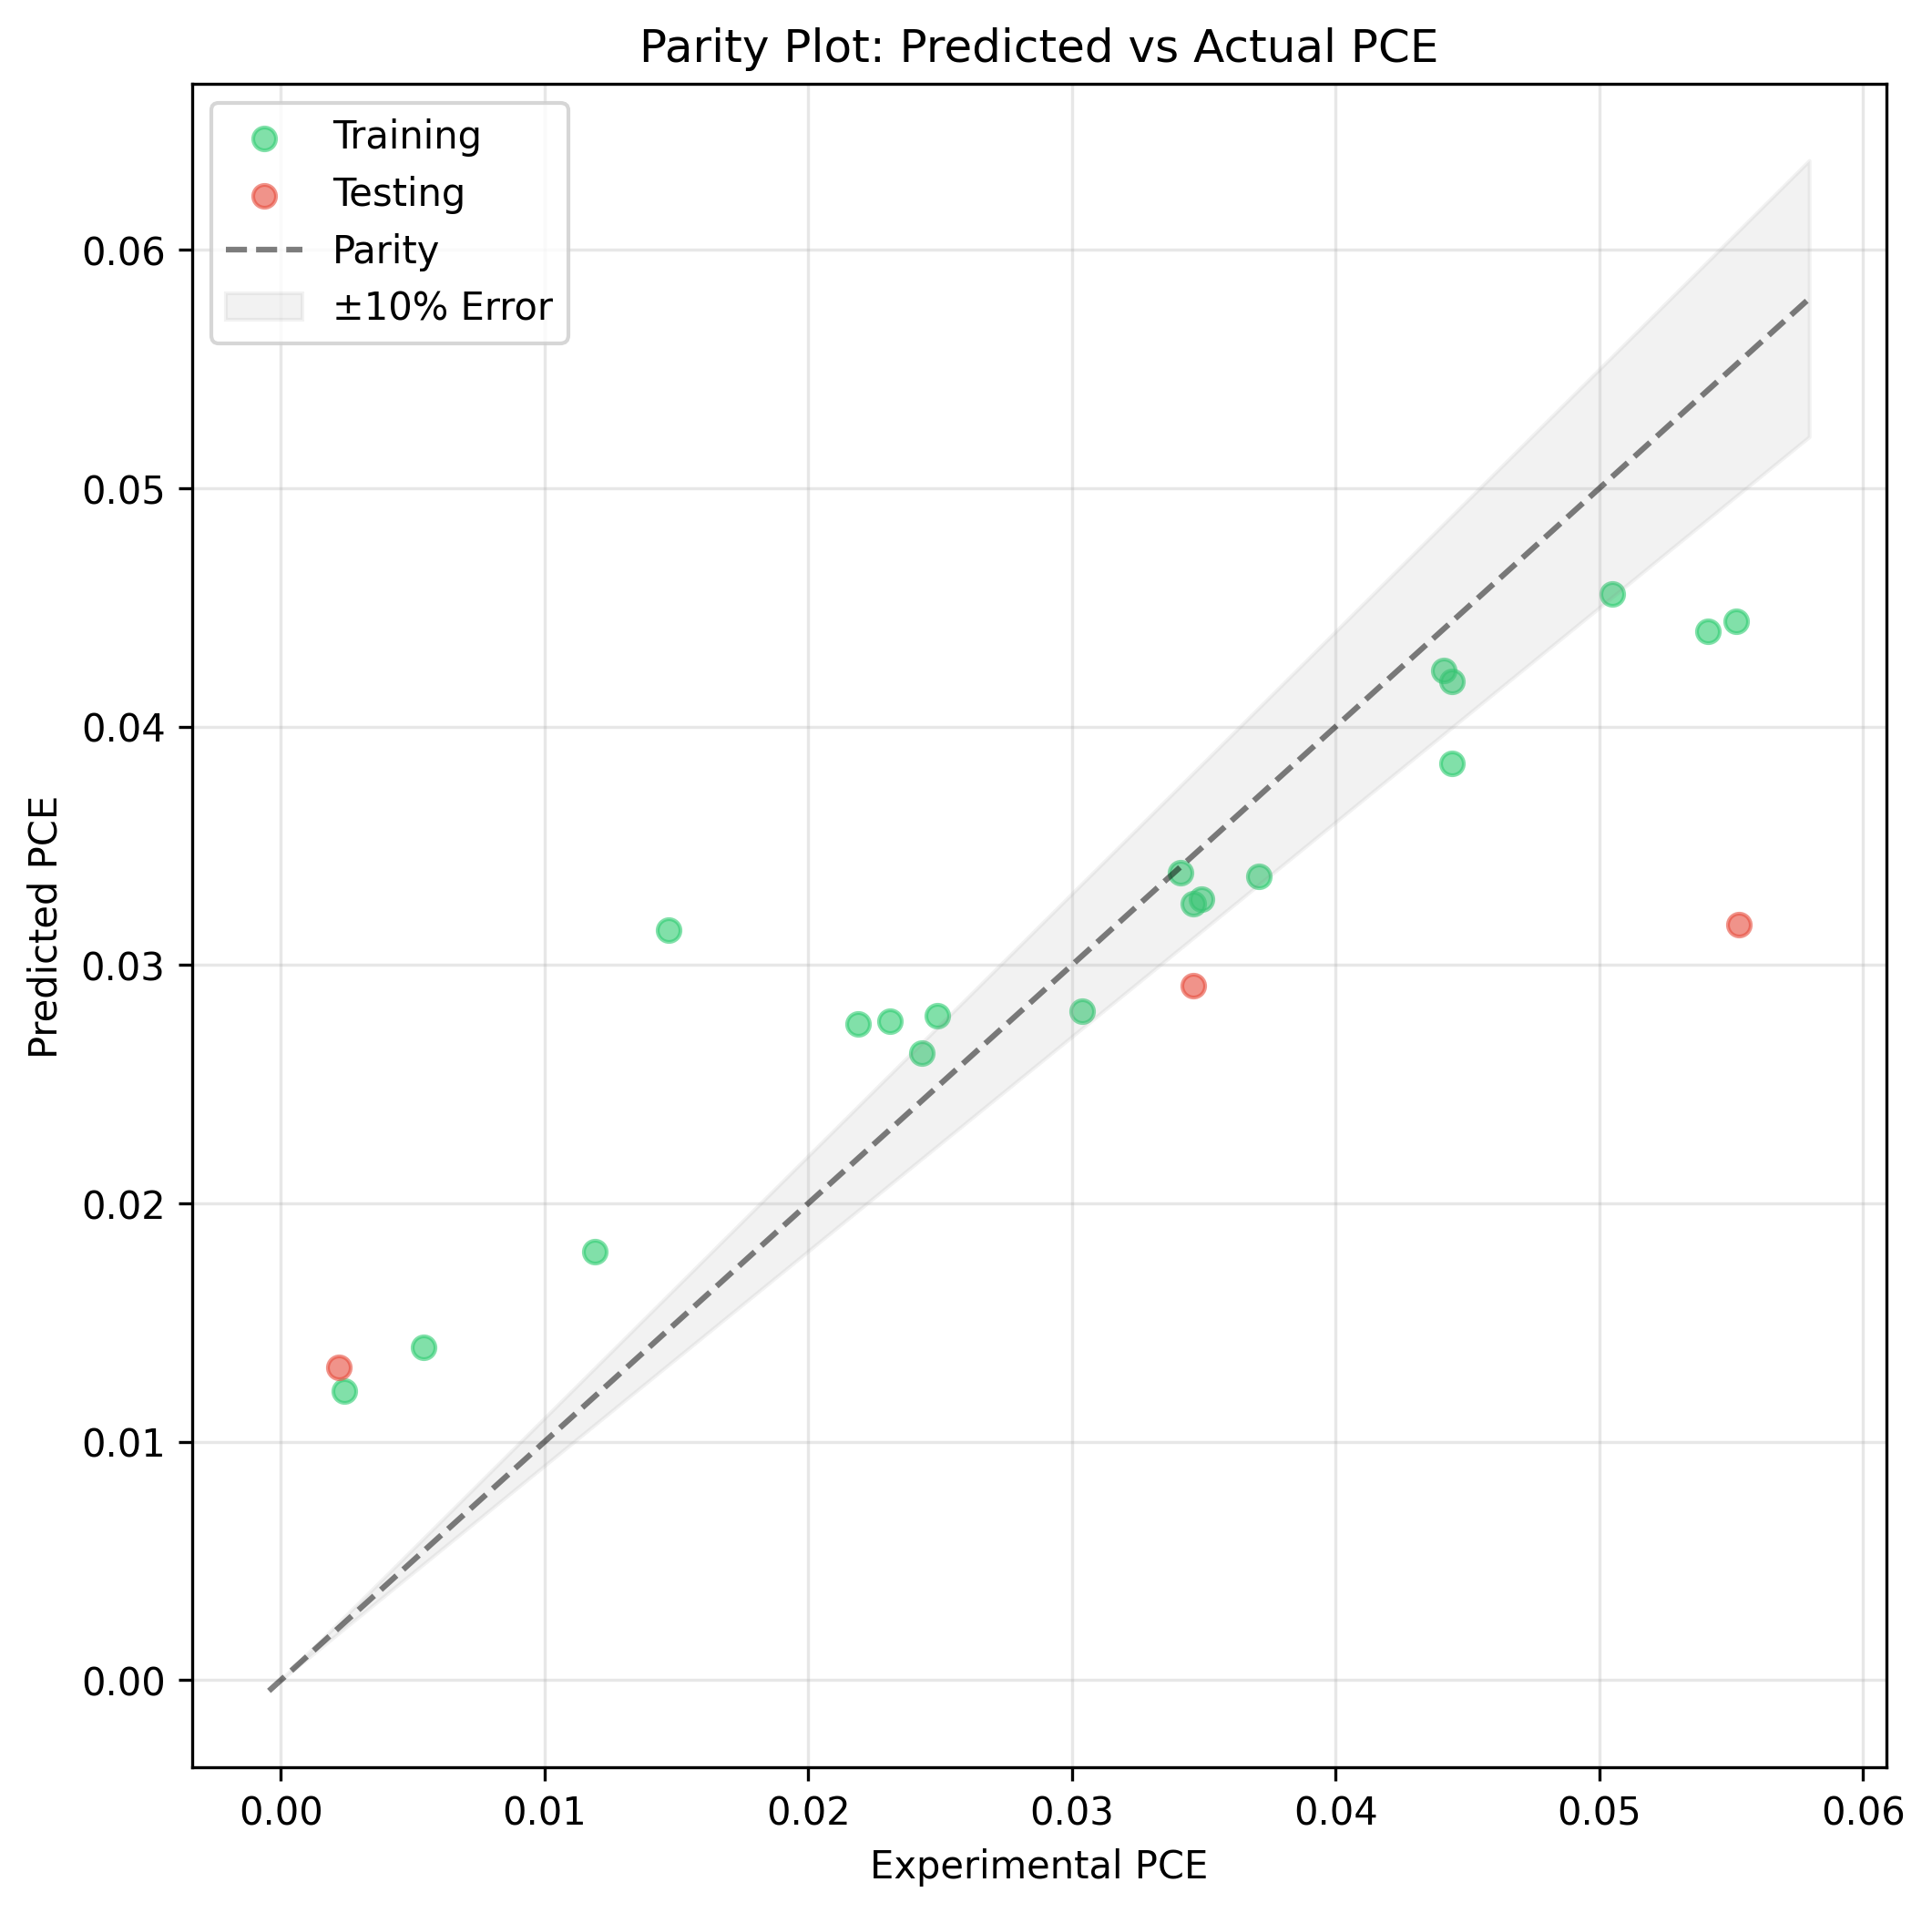 Parity Plot: Predicted vs Actual PCE
Training
Testing
Parity
±10% Error
0.06
0.05
0.04
0.03
0.02
0.01
0.00
Predicted PCE
0.00 0.01 0.02 0.03 0.04 0.05 0.06
Experimental PCE